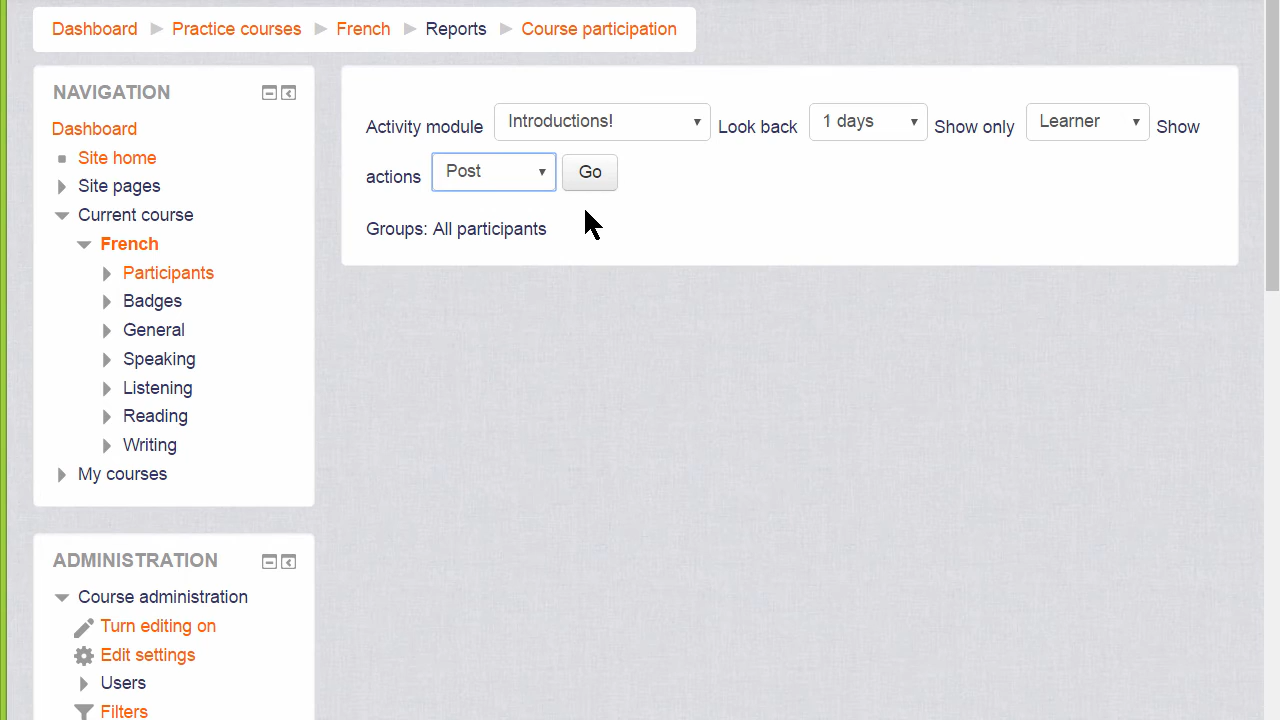 Dashboard Practice courses French Reports Course participation
NAVIGATION
Dashboard
Site home
Site pages
Current course
French
Participants
Badges
General
Speaking
Listening
Reading
Writing
My courses
ADMINISTRATION
Course administration
Turn editing on
Edit settings
Users
Filters
Activity module Introductions! Look back 1 days Show only Learner Show
actions Post Go
Groups: All participants